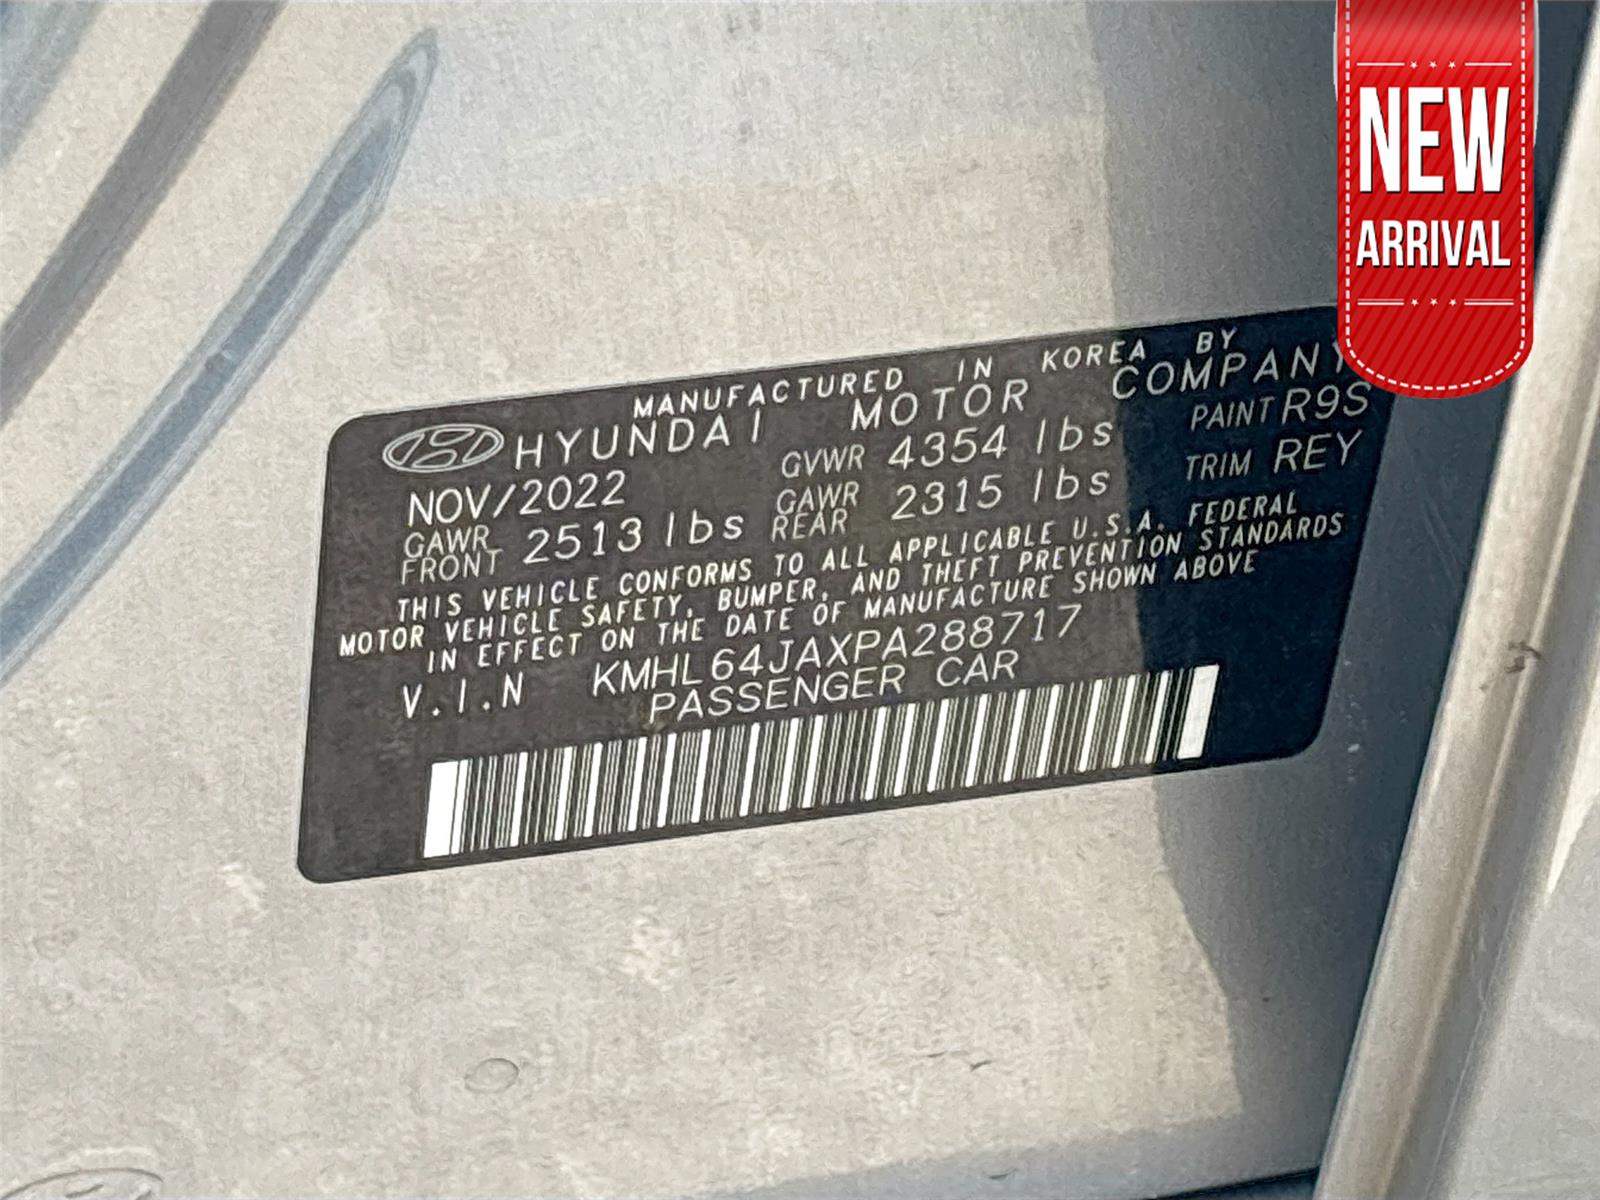 NEW
ARRIVAL
MANUFACTURED IN KOREA BY
HYUNDAI MOTOR COMPANY
NOV/2022 GVWR 4354 lbs PAINT R9S
GAWR FRONT 2513 lbs GAWR REAR 2315 lbs TRIM REY
THIS VEHICLE CONFORMS TO ALL APPLICABLE U.S.A. FEDERAL
MOTOR VEHICLE SAFETY, BUMPER, AND THEFT PREVENTION STANDARDS
IN EFFECT ON THE DATE OF MANUFACTURE SHOWN ABOVE
V.I.N KMHL64JAXPA288717
PASSENGER CAR